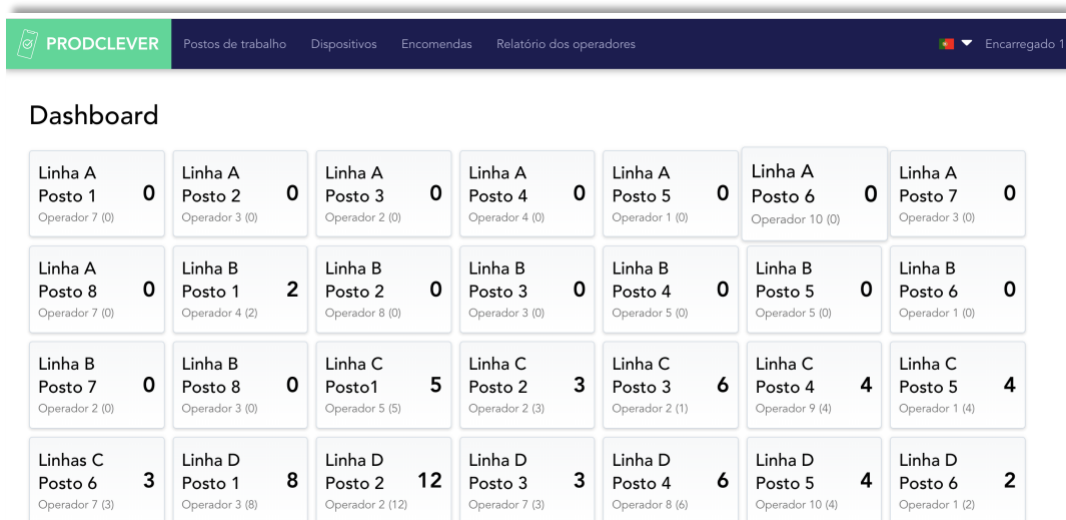 PRODCLEVER Postos de trabalho Dispositivos Encomendas Relatório dos operadores Encarregado 1
Dashboard
Linha A
Posto 1 0
Operador 7 (0)
Linha A
Posto 2 0
Operador 3 (0)
Linha A
Posto 3 0
Operador 2 (0)
Linha A
Posto 4 0
Operador 4 (0)
Linha A
Posto 5 0
Operador 1 (0)
Linha A
Posto 6 0
Operador 10 (0)
Linha A
Posto 7 0
Operador 3 (0)
Linha A
Posto 8 0
Operador 7 (0)
Linha B
Posto 1 2
Operador 4 (2)
Linha B
Posto 2 0
Operador 8 (0)
Linha B
Posto 3 0
Operador 3 (0)
Linha B
Posto 4 0
Operador 5 (0)
Linha B
Posto 5 0
Operador 5 (0)
Linha B
Posto 6 0
Operador 1 (0)
Linha B
Posto 7 0
Operador 2 (0)
Linha B
Posto 8 0
Operador 3 (0)
Linha C
Posto1 5
Operador 5 (5)
Linha C
Posto 2 3
Operador 2 (3)
Linha C
Posto 3 6
Operador 2 (1)
Linha C
Posto 4 4
Operador 9 (4)
Linha C
Posto 5 4
Operador 1 (4)
Linhas C
Posto 6 3
Operador 7 (3)
Linha D
Posto 1 8
Operador 3 (8)
Linha D
Posto 2 12
Operador 2 (12)
Linha D
Posto 3 3
Operador 7 (3)
Linha D
Posto 4 6
Operador 8 (6)
Linha D
Posto 5 4
Operador 10 (4)
Linha D
Posto 6 2
Operador 1 (2)